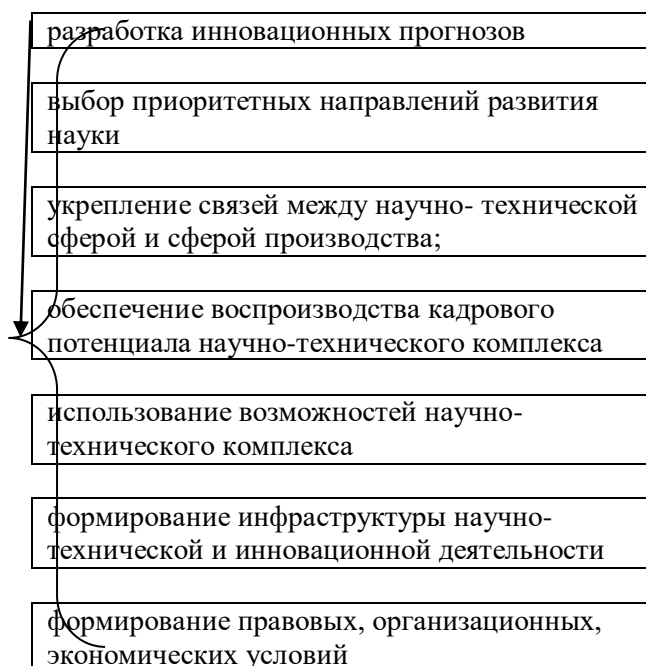 разработка инновационных прогнозов
выбор приоритетных направлений развития
науки
укрепление связей между научно- технической
сферой и сферой производства;
обеспечение воспроизводства кадрового
потенциала научно-технического комплекса
использование возможностей научно-
технического комплекса
формирование инфраструктуры научно-
технической и инновационной деятельности
формирование правовых, организационных,
экономических условий